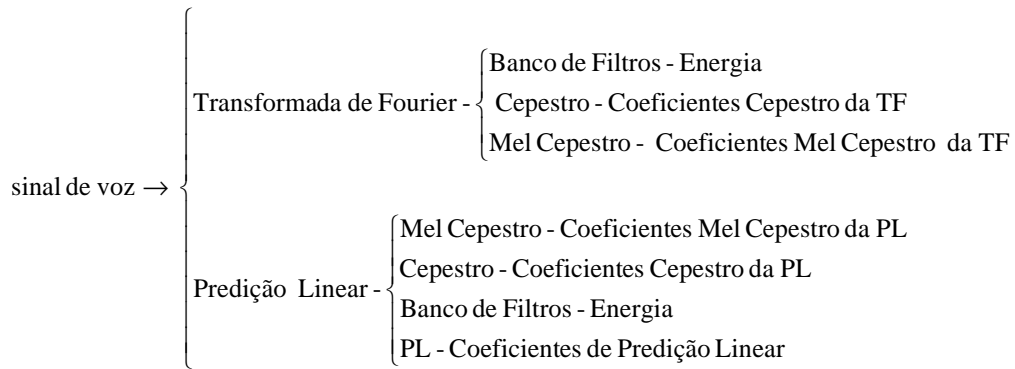 Banco de Filtros - Energia
Transformada de Fourier - Cepestro - Coeficientes Cepestro da TF
Mel Cepestro - Coeficientes Mel Cepestro da TF
sinal de voz →
Mel Cepestro - Coeficientes Mel Cepestro da PL
Cepestro - Coeficientes Cepestro da PL
Predição Linear -
Banco de Filtros - Energia
PL - Coeficientes de Predição Linear